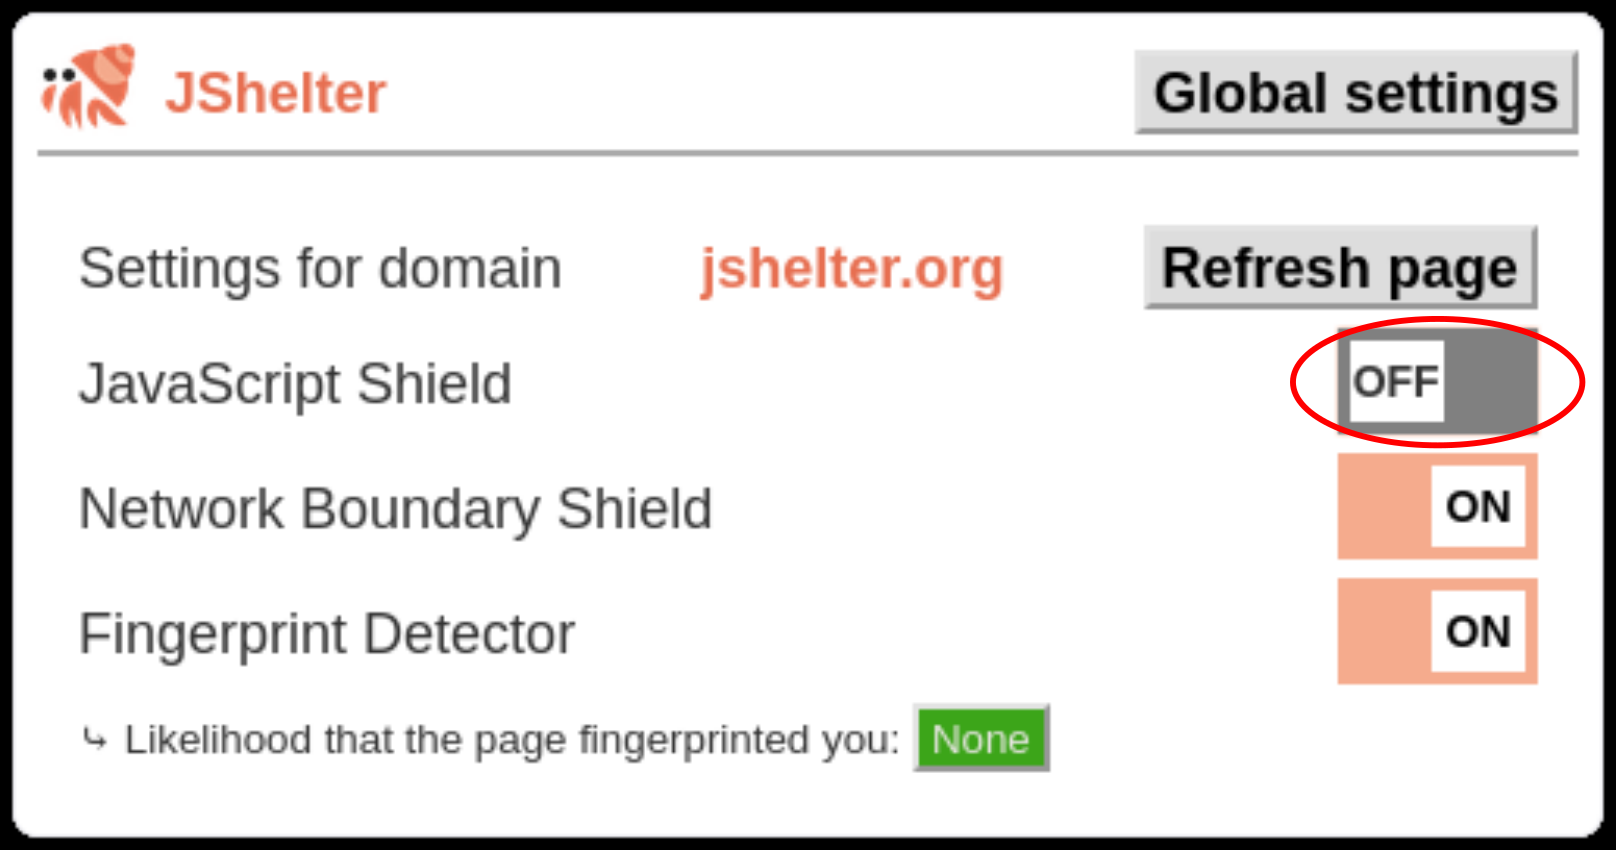 JShelter Global settings
Settings for domain jshelter.org Refresh page
JavaScript Shield OFF
Network Boundary Shield ON
Fingerprint Detector ON
⤷ Likelihood that the page fingerprinted you: None